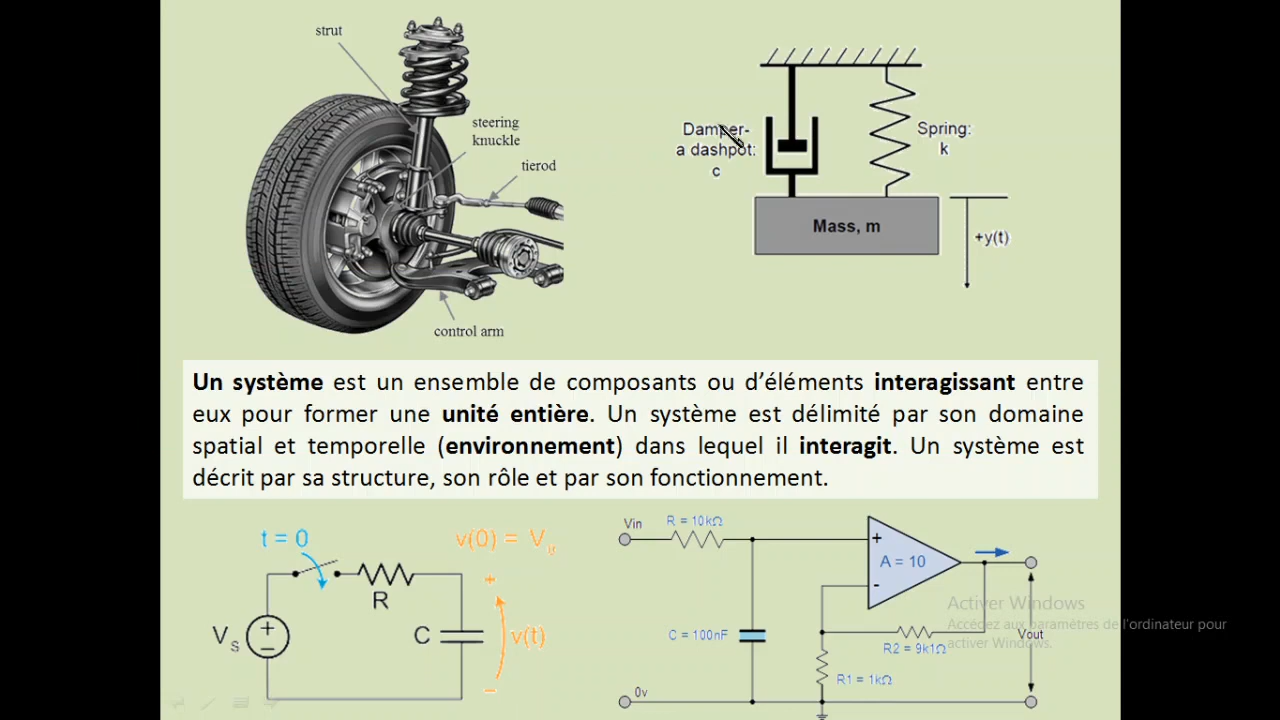 strut
steering
knuckle
tierod
control arm
Damper-
a dashpot:
c
Spring:
k
Mass, m
+y(t)
Un système est un ensemble de composants ou d’éléments interagissant entre
eux pour former une unité entière. Un système est délimité par son domaine
spatial et temporelle (environnement) dans lequel il interagit. Un système est
décrit par sa structure, son rôle et par son fonctionnement.
t = 0
v(0) = V
R
+
Vs
+
−
C
v(t)
−
Vin
R = 10kΩ
+
A = 10
-
C = 100nF
R2 = 9k1Ω
Vout
R1 = 1kΩ
0v
Activer Windows
Accédez aux paramètres de l'ordinateur pour
activer Windows.